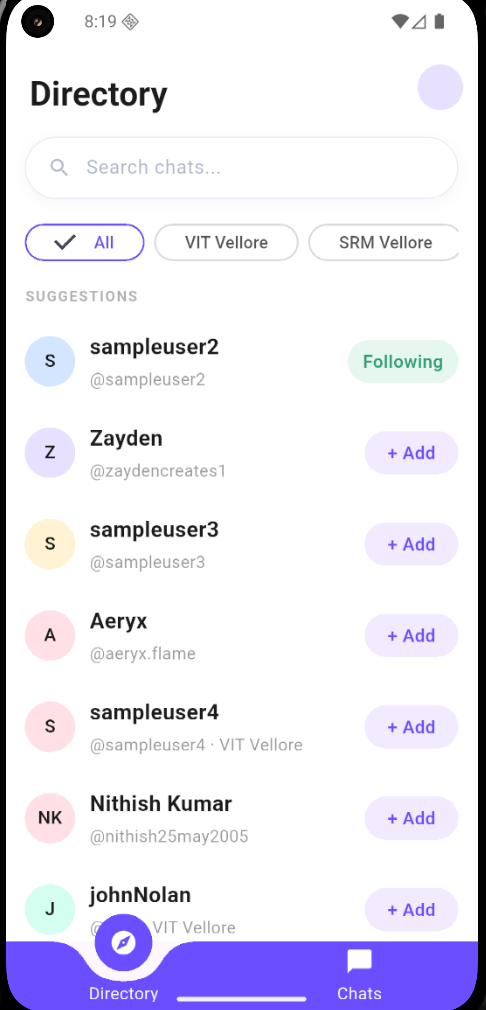 8:19
Directory
Search chats...
All
VIT Vellore
SRM Vellore
SUGGESTIONS
S
sampleuser2
@sampleuser2
Following
Z
Zayden
@zaydencreates1
+ Add
S
sampleuser3
@sampleuser3
+ Add
A
Aeryx
@aeryx.flame
+ Add
S
sampleuser4
@sampleuser4 · VIT Vellore
+ Add
NK
Nithish Kumar
@nithish25may2005
+ Add
J
johnNolan
VIT Vellore
+ Add
Directory
Chats